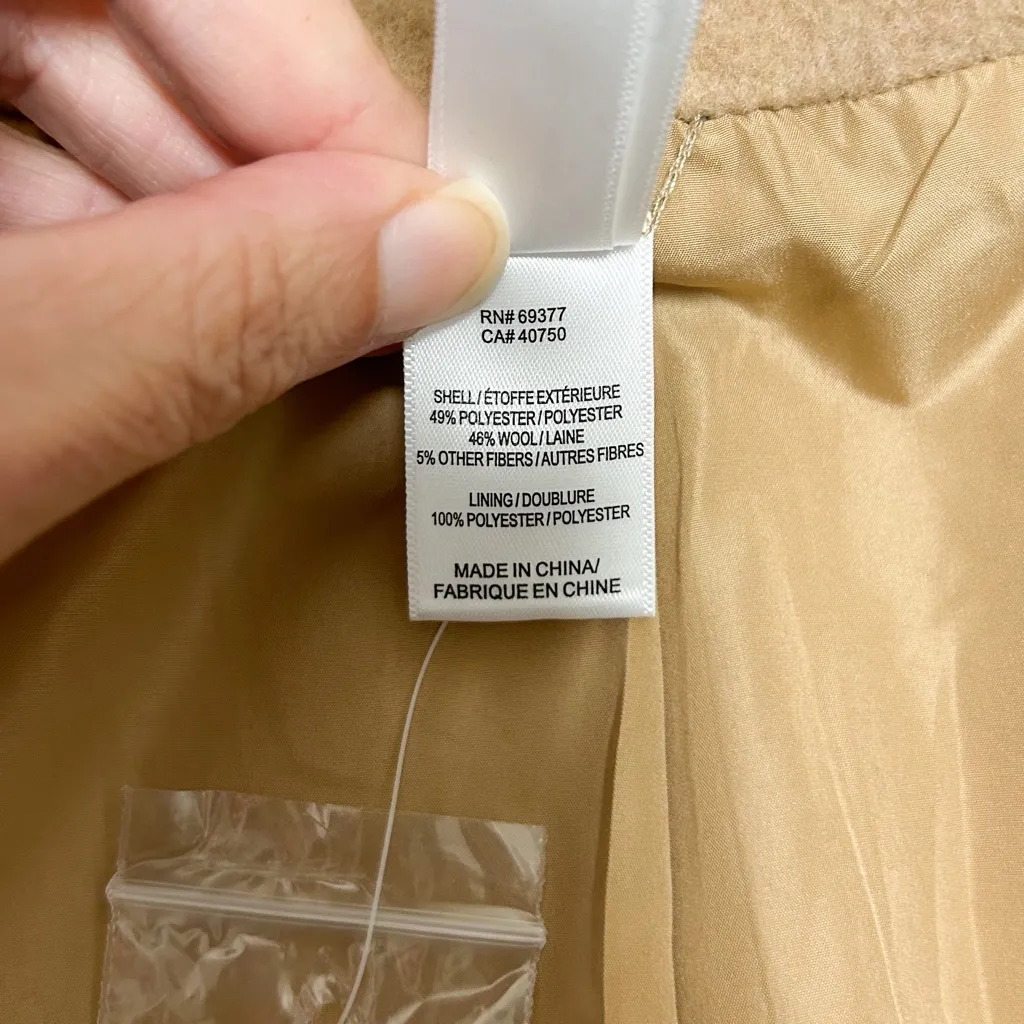 RN# 69377
CA# 40750
SHELL / ÉTOFFE EXTÉRIEURE
49% POLYESTER / POLYESTER
46% WOOL / LAINE
5% OTHER FIBERS / AUTRES FIBRES
LINING / DOUBLURE
100% POLYESTER / POLYESTER
MADE IN CHINA/
FABRIQUE EN CHINE